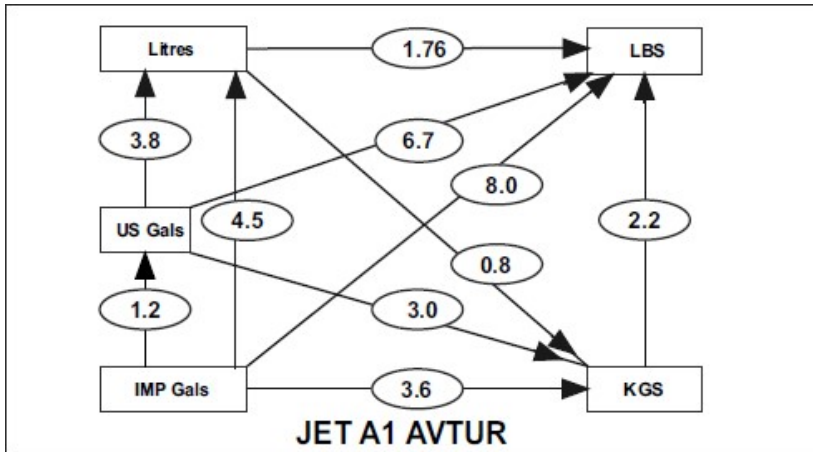 Litres 1.76 LBS
3.8 6.7
8.0
US Gals 4.5 2.2
0.8
1.2 3.0
IMP Gals 3.6 KGS
JET A1 AVTUR